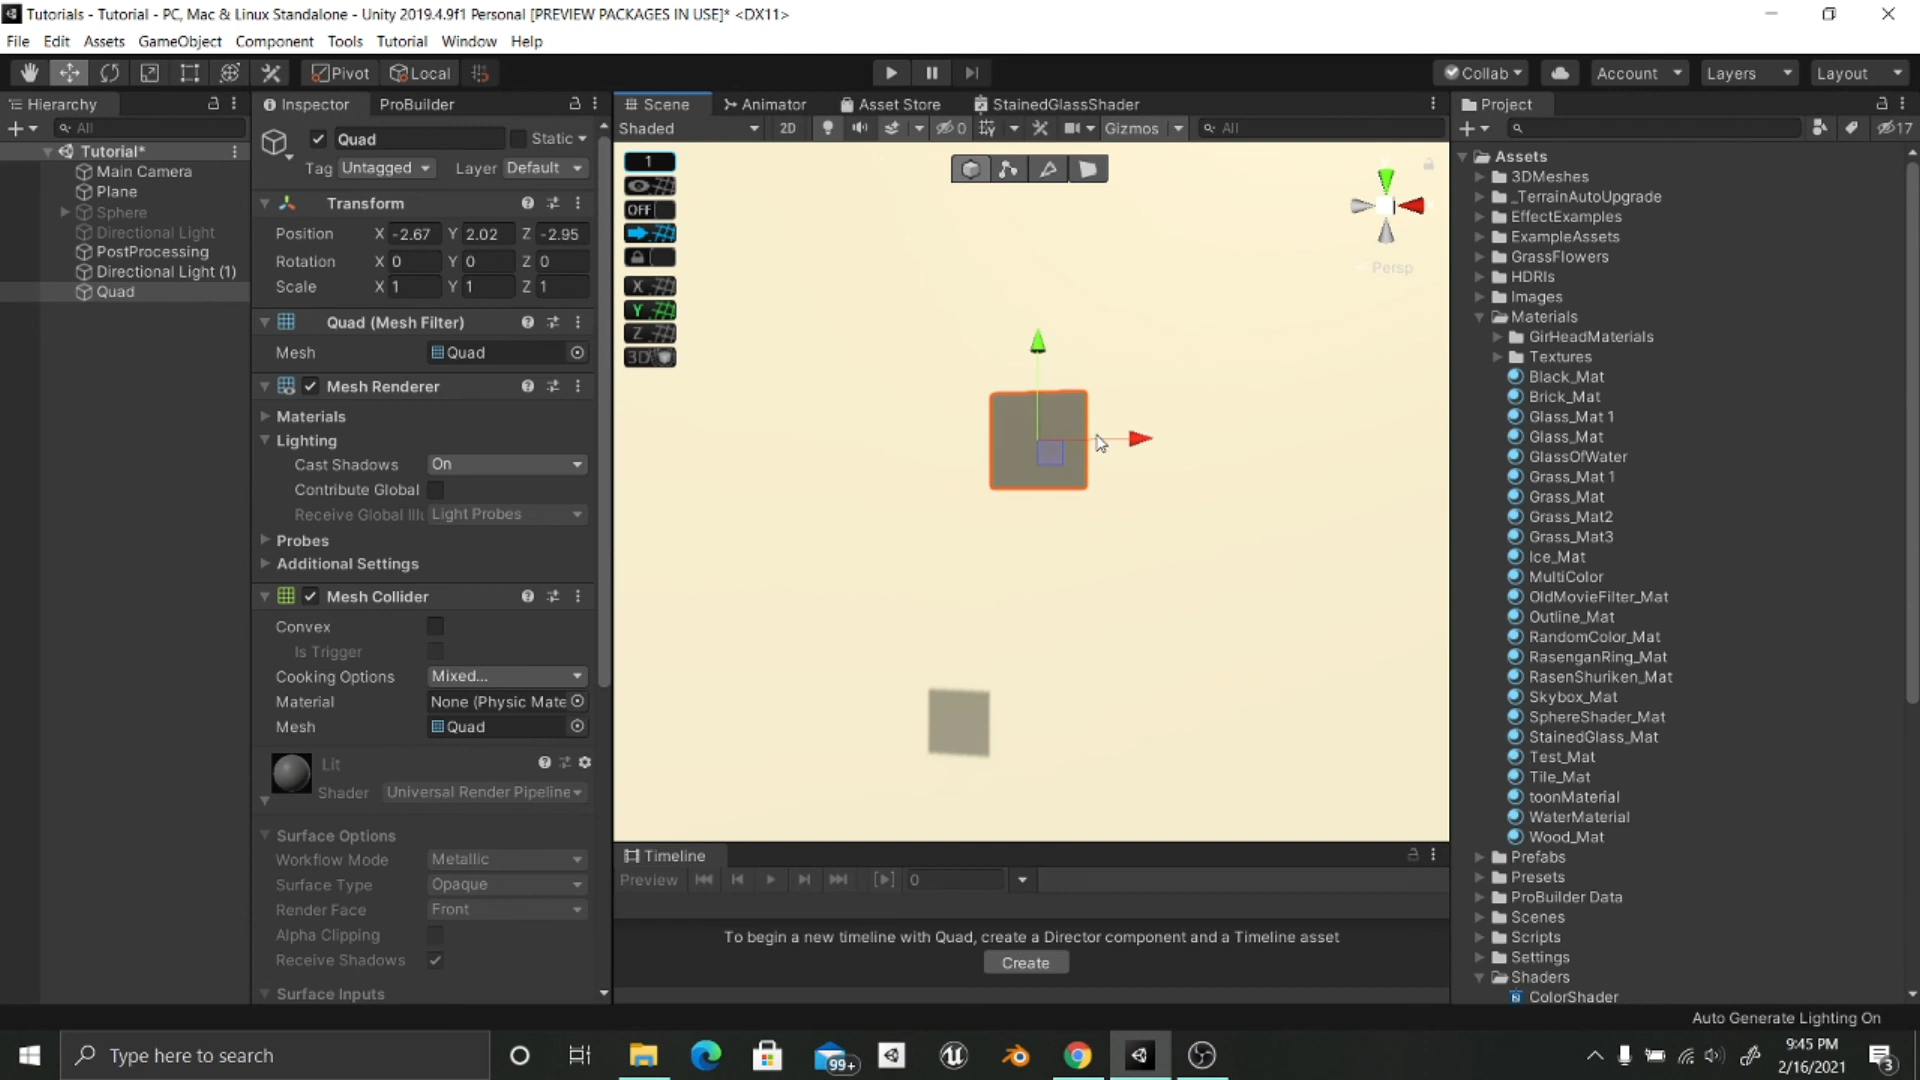 Tutorials - Tutorial - PC, Mac & Linux Standalone - Unity 2019.4.9f1 Personal [PREVIEW PACKAGES IN USE]* <DX11>
File Edit Assets GameObject Component Tools Tutorial Window Help
Pivot Local Collab Account Layers Layout
Hierarchy
All
Tutorial*
Main Camera
Plane
Sphere
Directional Light
PostProcessing
Directional Light (1)
Quad
Inspector ProBuilder
Quad Static
Tag Untagged Layer Default
Transform
Position X -2.67 Y 2.02 Z -2.95
Rotation X 0 Y 0 Z 0
Scale X 1 Y 1 Z 1
Quad (Mesh Filter)
Mesh Quad
Mesh Renderer
Materials
Lighting
Cast Shadows On
Contribute Global
Receive Global Illu Light Probes
Probes
Additional Settings
Mesh Collider
Convex
Is Trigger
Cooking Options Mixed...
Material None (Physic Mate
Mesh Quad
Lit
Shader Universal Render Pipeline
Surface Options
Workflow Mode Metallic
Surface Type Opaque
Render Face Front
Alpha Clipping
Receive Shadows
Surface Inputs
Scene Animator Asset Store StainedGlassShader
Shaded 2D 0 Gizmos All
1
OFF
X
Y
Z
3D
Persp
Timeline
Preview 0
To begin a new timeline with Quad, create a Director component and a Timeline asset
Create
Project
17
Assets
3DMeshes
_TerrainAutoUpgrade
EffectExamples
ExampleAssets
GrassFlowers
HDRIs
Images
Materials
GirHeadMaterials
Textures
Black_Mat
Brick_Mat
Glass_Mat 1
Glass_Mat
GlassOfWater
Grass_Mat 1
Grass_Mat
Grass_Mat2
Grass_Mat3
Ice_Mat
MultiColor
OldMovieFilter_Mat
Outline_Mat
RandomColor_Mat
RasenganRing_Mat
RasenShuriken_Mat
Skybox_Mat
SphereShader_Mat
StainedGlass_Mat
Test_Mat
Tile_Mat
toonMaterial
WaterMaterial
Wood_Mat
Prefabs
Presets
ProBuilder Data
Scenes
Scripts
Settings
Shaders
ColorShader
Auto Generate Lighting On
Type here to search
99+
9:45 PM
2/16/2021
3